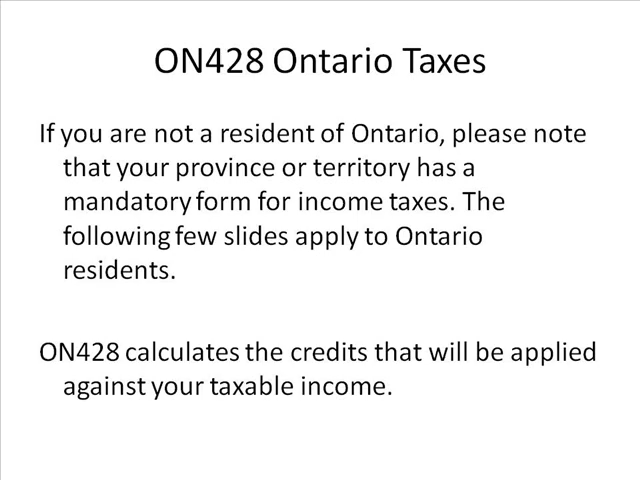 ON428 Ontario Taxes
If you are not a resident of Ontario, please note
that your province or territory has a
mandatory form for income taxes. The
following few slides apply to Ontario
residents.
ON428 calculates the credits that will be applied
against your taxable income.